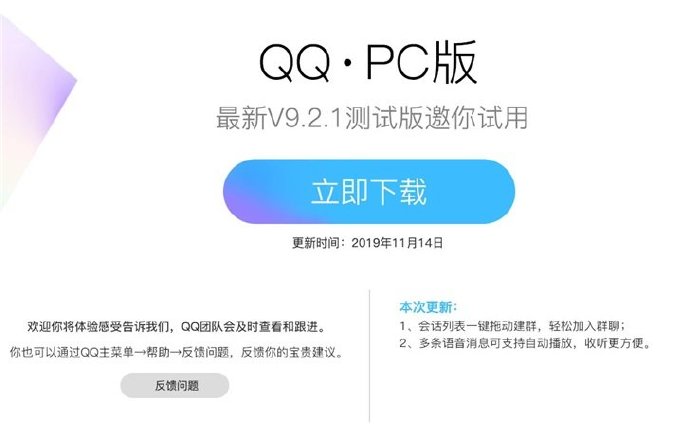 QQ·PC版
最新V9.2.1测试版邀你试用
立即下载
更新时间：2019年11月14日
欢迎你将体验感受告诉我们，QQ团队会及时查看和跟进。
你也可以通过QQ主菜单→帮助→反馈问题，反馈你的宝贵建议。
反馈问题
本次更新：
1、会话列表一键拖动建群，轻松加入群聊；
2、多条语音消息可支持自动播放，收听更方便。